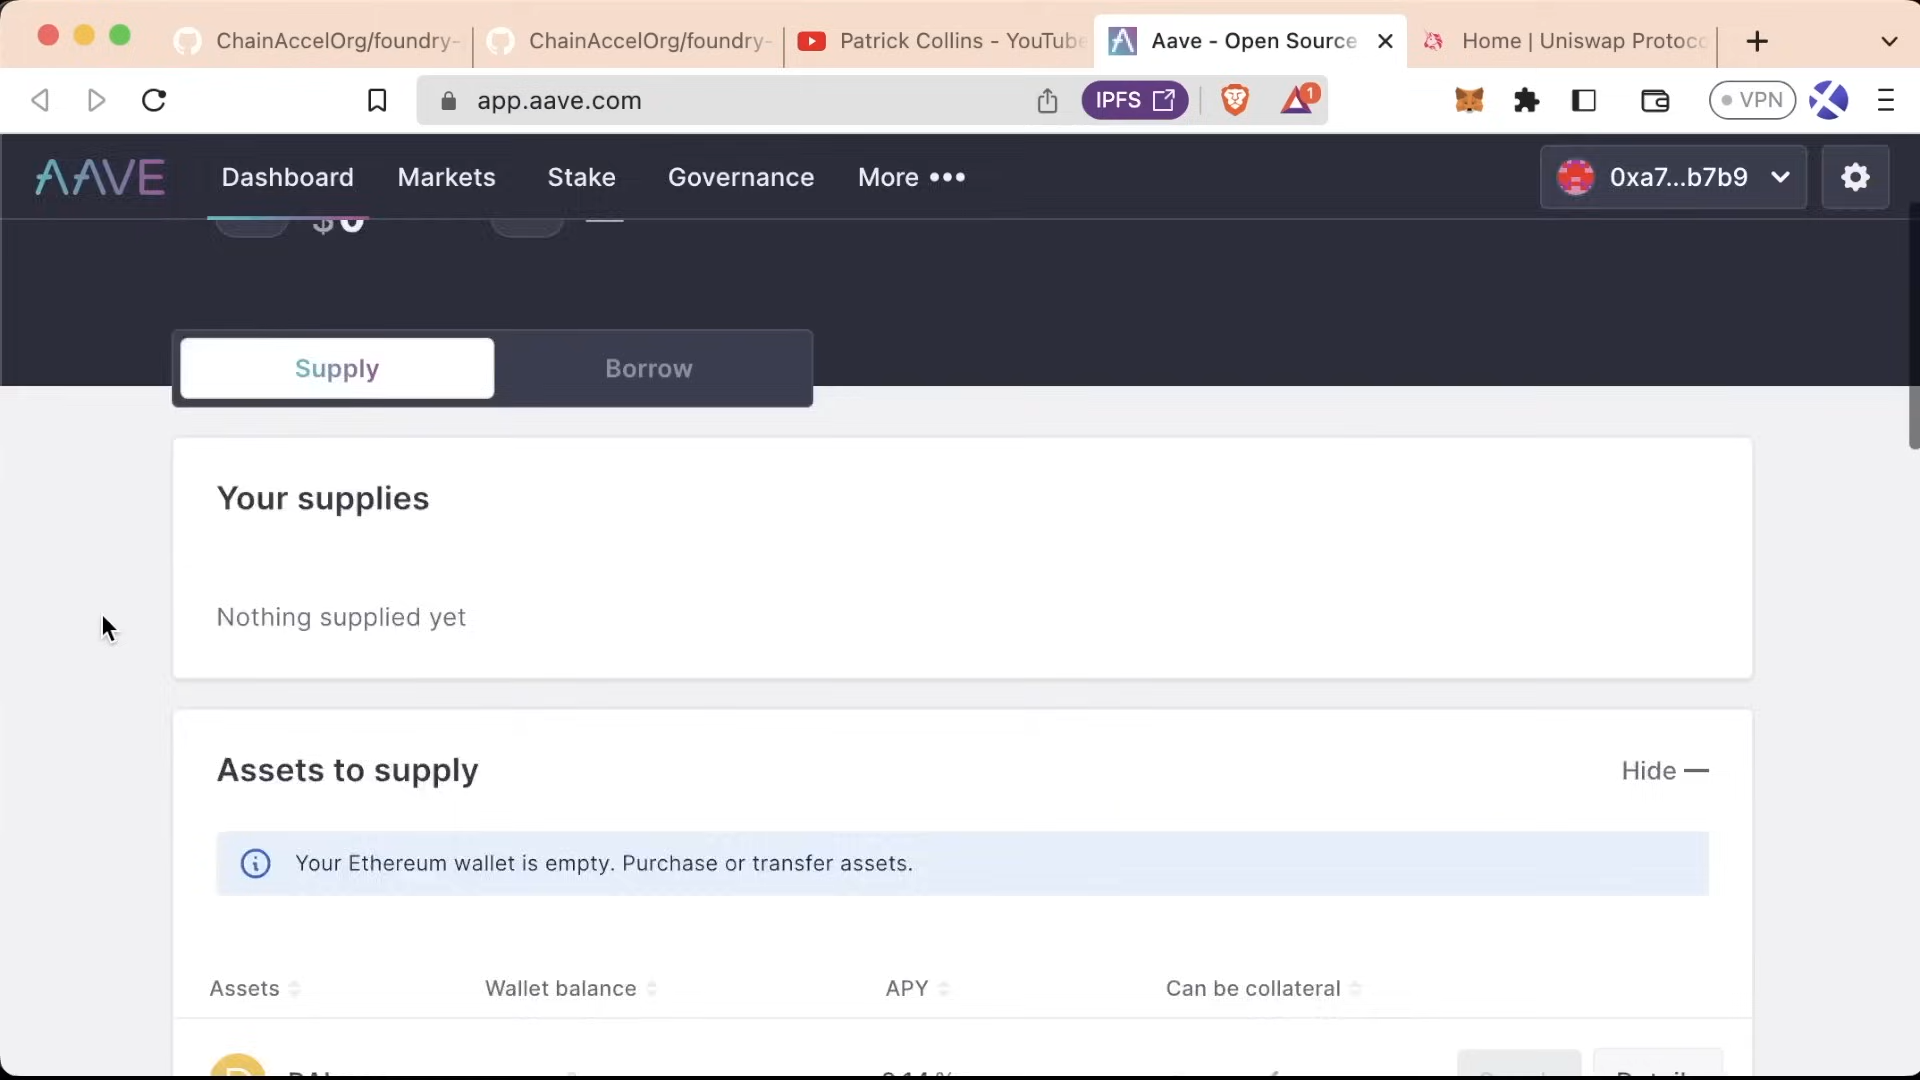 ChainAccelOrg/foundry-
ChainAccelOrg/foundry-
Patrick Collins - YouTube
Aave - Open Source
Home | Uniswap Protoco
app.aave.com
IPFS
1
VPN
AAVE
Dashboard
Markets
Stake
Governance
More •••
0xa7...b7b9
$0
Supply
Borrow
Your supplies
Nothing supplied yet
Assets to supply
Hide —
Your Ethereum wallet is empty. Purchase or transfer assets.
Assets
Wallet balance
APY
Can be collateral